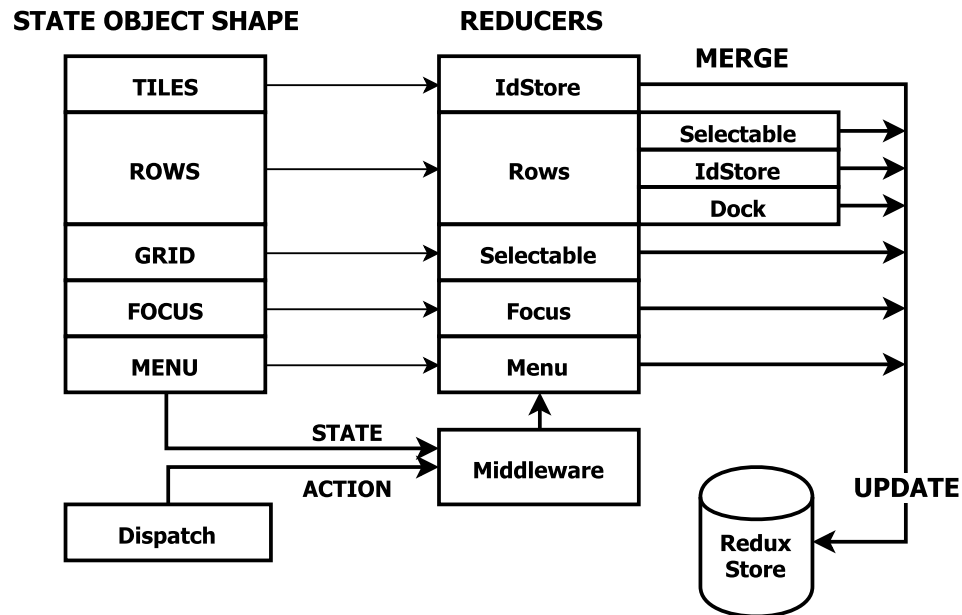 STATE OBJECT SHAPE
REDUCERS
MERGE
TILES
IdStore
ROWS
Rows
Selectable
IdStore
Dock
GRID
Selectable
FOCUS
Focus
MENU
Menu
STATE
ACTION
Middleware
Dispatch
UPDATE
Redux
Store